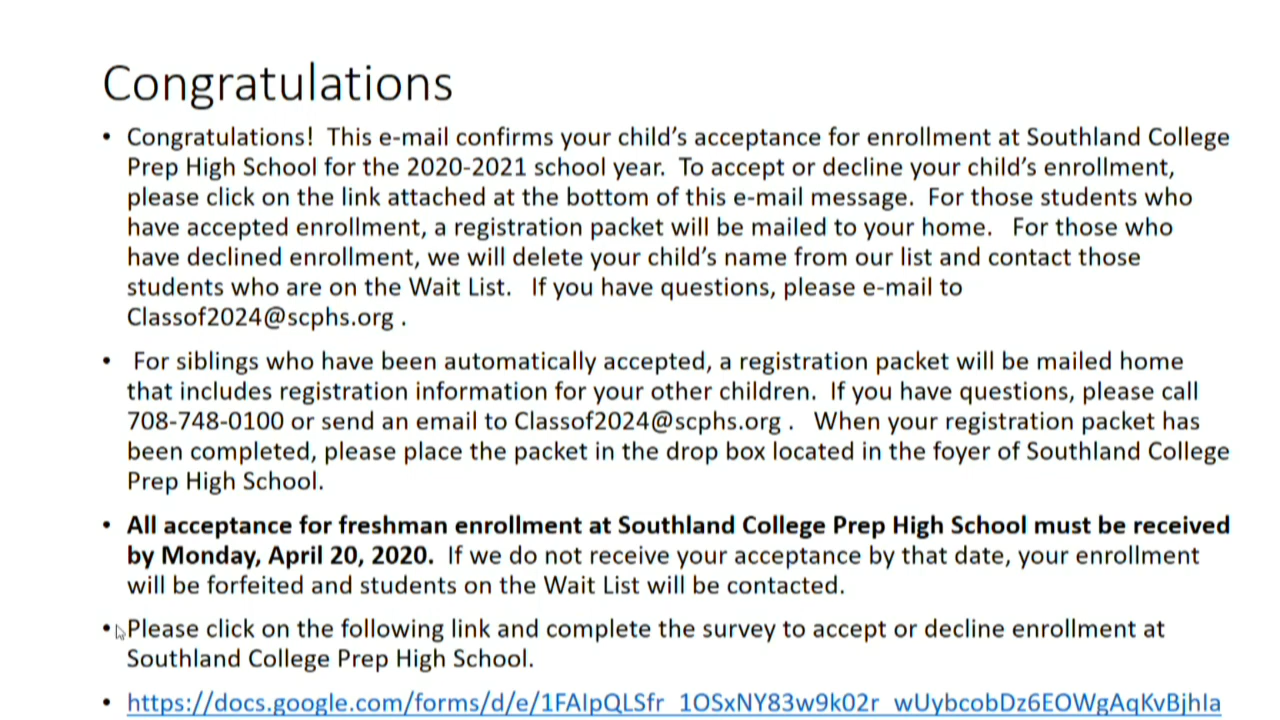 Congratulations
• Congratulations!  This e-mail confirms your child's acceptance for enrollment at Southland College
Prep High School for the 2020-2021 school year.  To accept or decline your child's enrollment,
please click on the link attached at the bottom of this e-mail message.  For those students who
have accepted enrollment, a registration packet will be mailed to your home.   For those who
have declined enrollment, we will delete your child's name from our list and contact those
students who are on the Wait List.   If you have questions, please e-mail to
Classof2024@scphs.org .
•  For siblings who have been automatically accepted, a registration packet will be mailed home
that includes registration information for your other children.  If you have questions, please call
708-748-0100 or send an email to Classof2024@scphs.org .   When your registration packet has
been completed, please place the packet in the drop box located in the foyer of Southland College
Prep High School.
• All acceptance for freshman enrollment at Southland College Prep High School must be received
by Monday, April 20, 2020.  If we do not receive your acceptance by that date, your enrollment
will be forfeited and students on the Wait List will be contacted.
• Please click on the following link and complete the survey to accept or decline enrollment at
Southland College Prep High School.
• https://docs.google.com/forms/d/e/1FAIpQLSfr_1OSxNY83w9k02r_wUybcobDz6EOWgAqKvBjhla